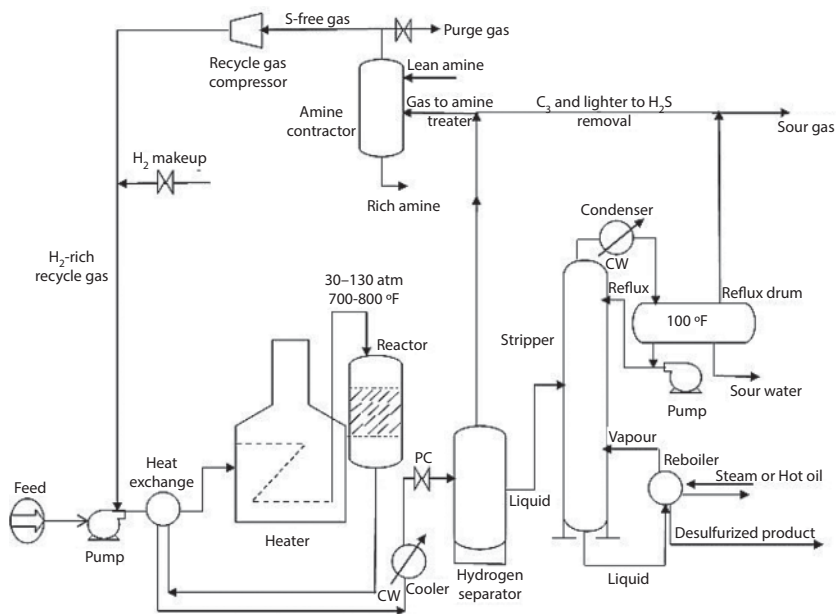 S-free gas
Purge gas
Recycle gas
compressor
Lean amine
Amine
contractor
Gas to amine
treater
C3 and lighter to H2S
removal
Sour gas
H2 makeup
Rich amine
Condenser
CW
H2-rich
recycle gas
30–130 atm
700-800 ºF
Reflux
Reflux drum
100 ºF
Reactor
Stripper
Sour water
Pump
PC
Vapour
Reboiler
Steam or Hot oil
Heat
exchange
Feed
Liquid
Pump
Heater
Desulfurized product
CW
Cooler
Hydrogen
separator
Liquid